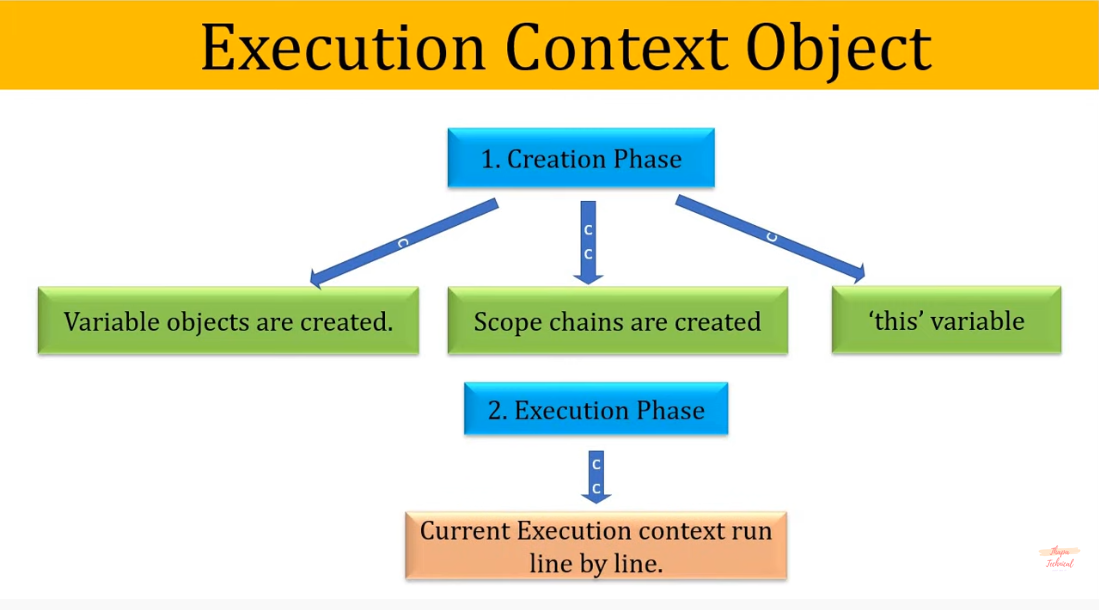 Execution Context Object
1. Creation Phase
C
C
C
C
Variable objects are created.
Scope chains are created
‘this’ variable
2. Execution Phase
C
C
Current Execution context run
line by line.
Technical